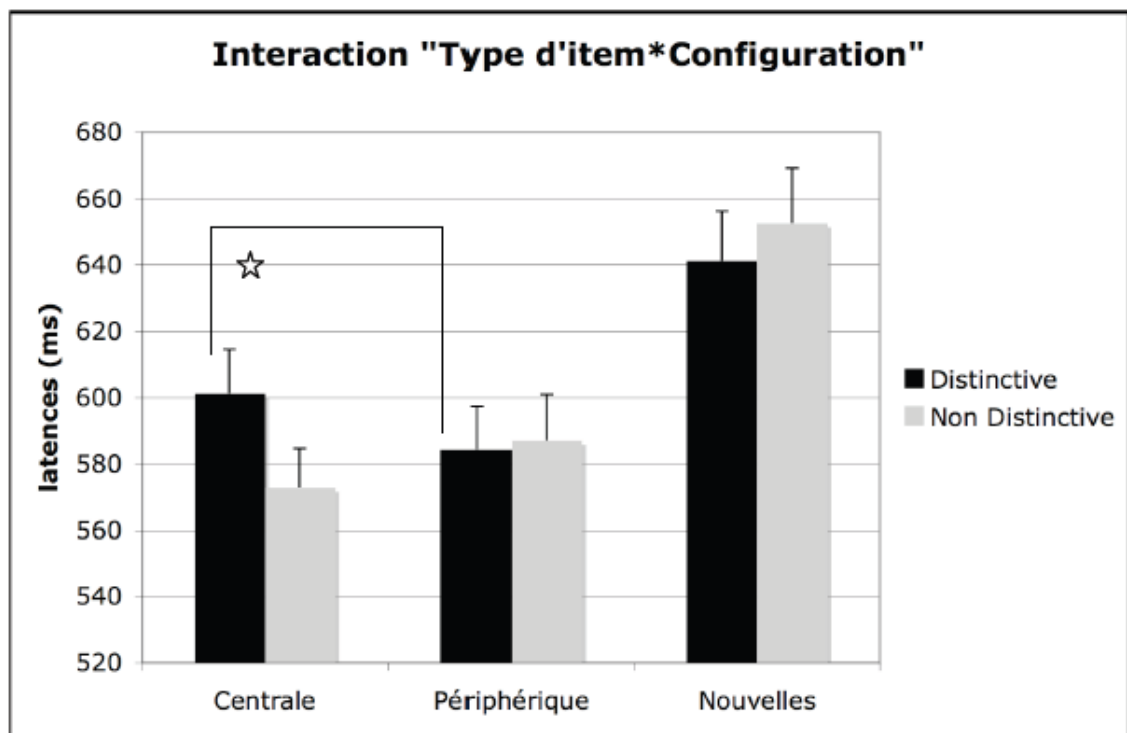 Interaction "Type d'item*Configuration"
latences (ms)
680
660
640
620
600
580
560
540
520
Centrale Périphérique Nouvelles
Distinctive
Non Distinctive